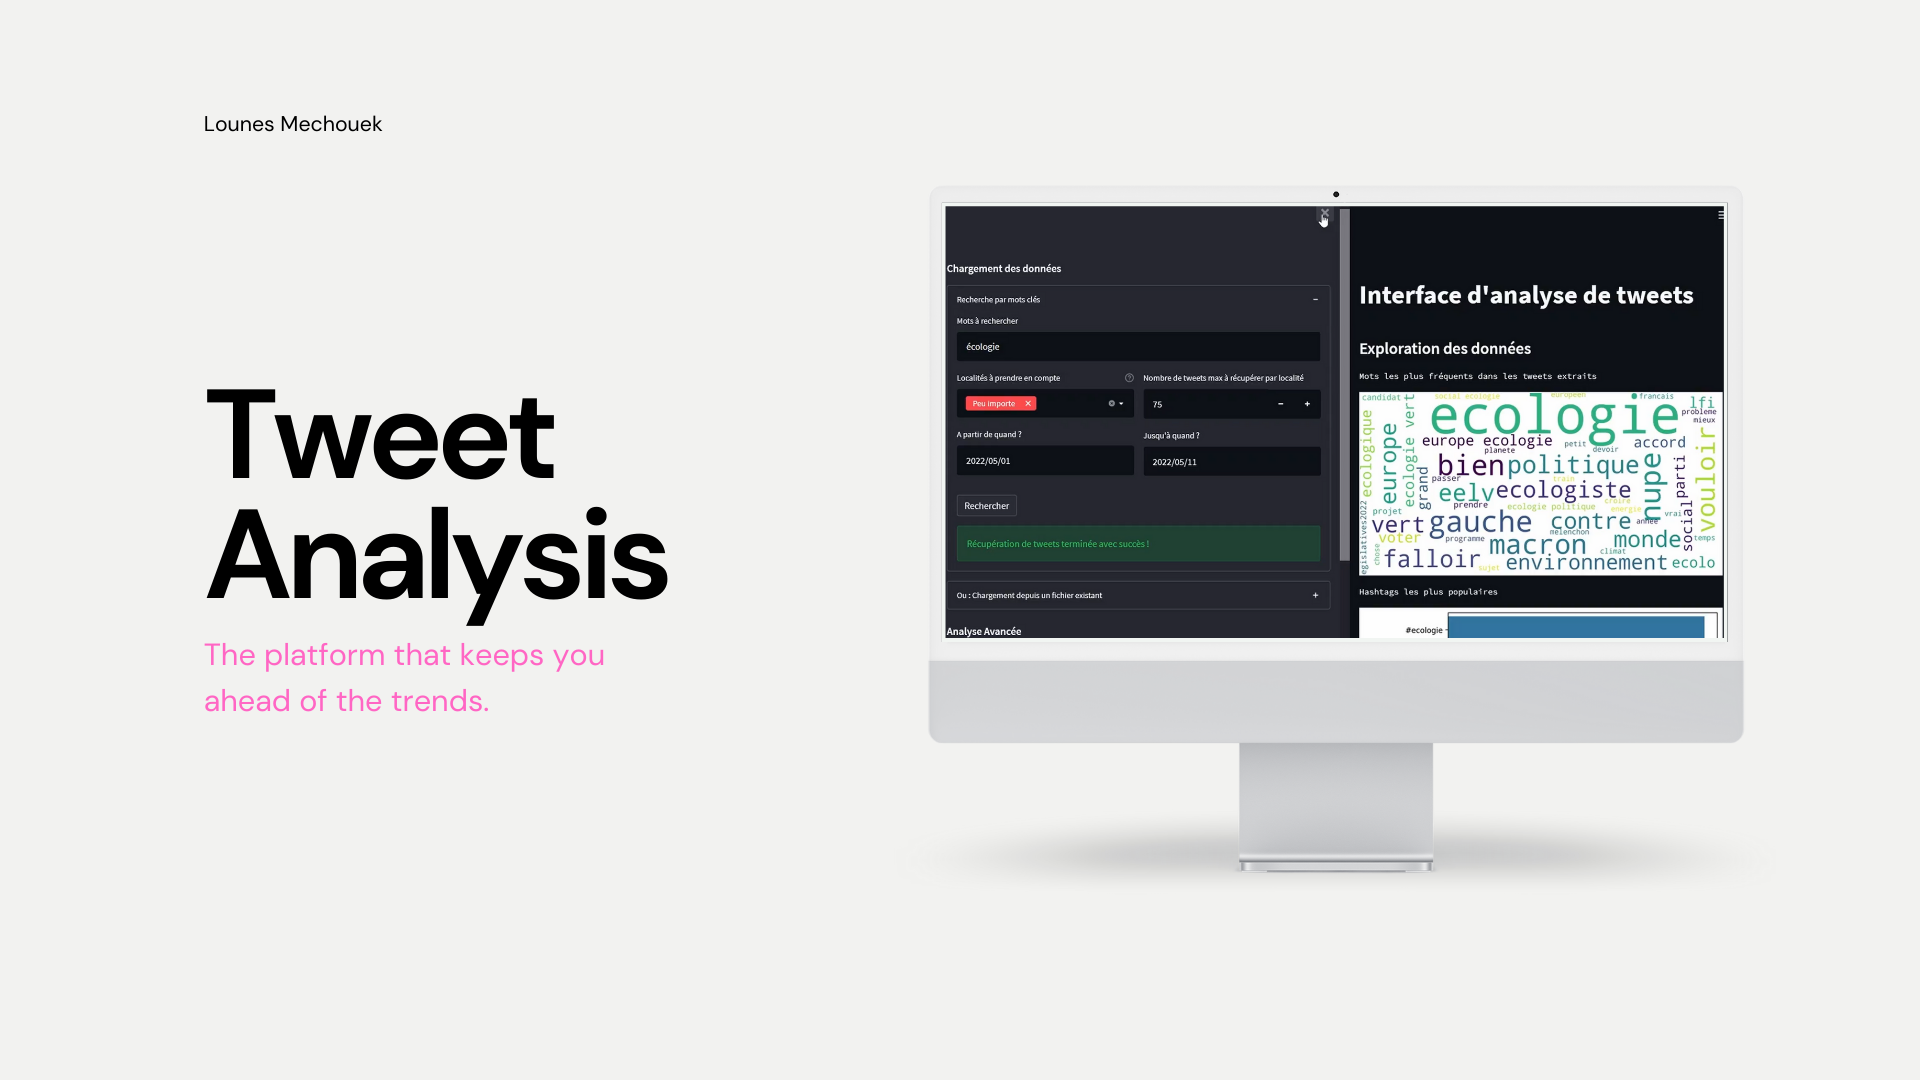 Lounes Mechouek
Tweet
Analysis
The platform that keeps you
ahead of the trends.
Chargement des données
Recherche par mots clés
Mots à rechercher
écologie
Localités à prendre en compte
Nombre de tweets max à récupérer par localité
Peu importe
75
A partir de quand ?
Jusqu'à quand ?
2022/05/01
2022/05/11
Rechercher
Récupération de tweets terminée avec succès !
Ou : Chargement depuis un fichier existant
Analyse Avancée
Interface d'analyse de tweets
Exploration des données
Mots les plus fréquents dans les tweets extraits
candidat
social ecologie
europeen
francais
lfi
ecologie
probleme
mieux
ecologique
europe
ecologie vert
europe ecologie
petit
devoir
accord
planete
bien
politique
nupe
parti
vouloir
grand
passer
train
eelv
ecologiste
croire
prendre
ecologie politique
energie
projet
vert
gauche
contre
annee
vrai
social
egislatives2022
voter
programme
melenchon
monde
temps
chose
macron
climat
falloir
sujet
environnement
ecolo
Hashtags les plus populaires
#ecologie